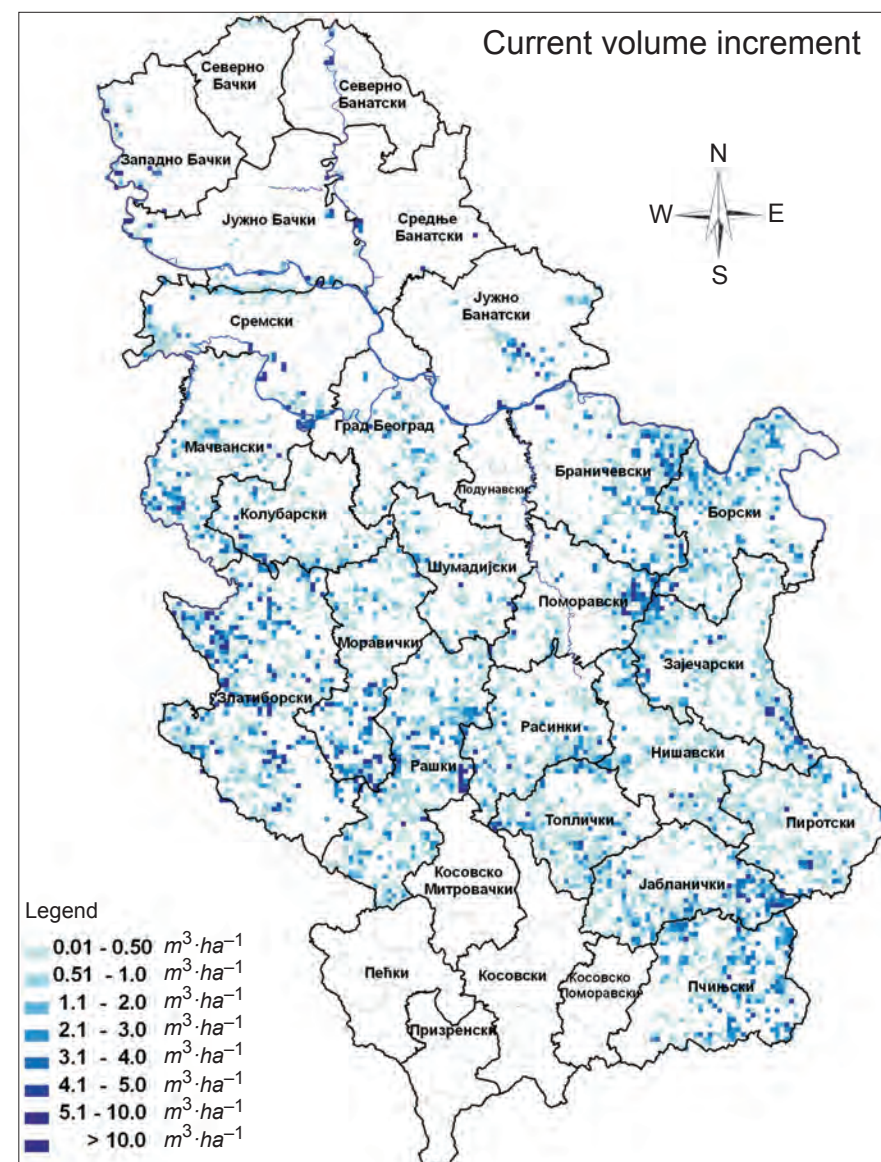 Current volume increment
Северно
Бачки
Северно
Банатски
Западно Бачки
Јужно Бачки
Средње
Банатски
N
W
E
S
Јужно
Банатски
Сремски
Мачвански
Град Београд
Подунавски
Браничевски
Борски
Колубарски
Шумадијски
Поморавски
Моравички
Зајечарски
Златиборски
Рашки
Расинки
Нишавски
Топлички
Пиротски
Косовско
Митровачки
Јабланички
Пећки
Косовски
Косовско
Поморавски
Пчињски
Призренски
Legend
0.01 - 0.50 m³·ha⁻¹
0.51 - 1.0 m³·ha⁻¹
1.1 - 2.0 m³·ha⁻¹
2.1 - 3.0 m³·ha⁻¹
3.1 - 4.0 m³·ha⁻¹
4.1 - 5.0 m³·ha⁻¹
5.1 - 10.0 m³·ha⁻¹
> 10.0 m³·ha⁻¹